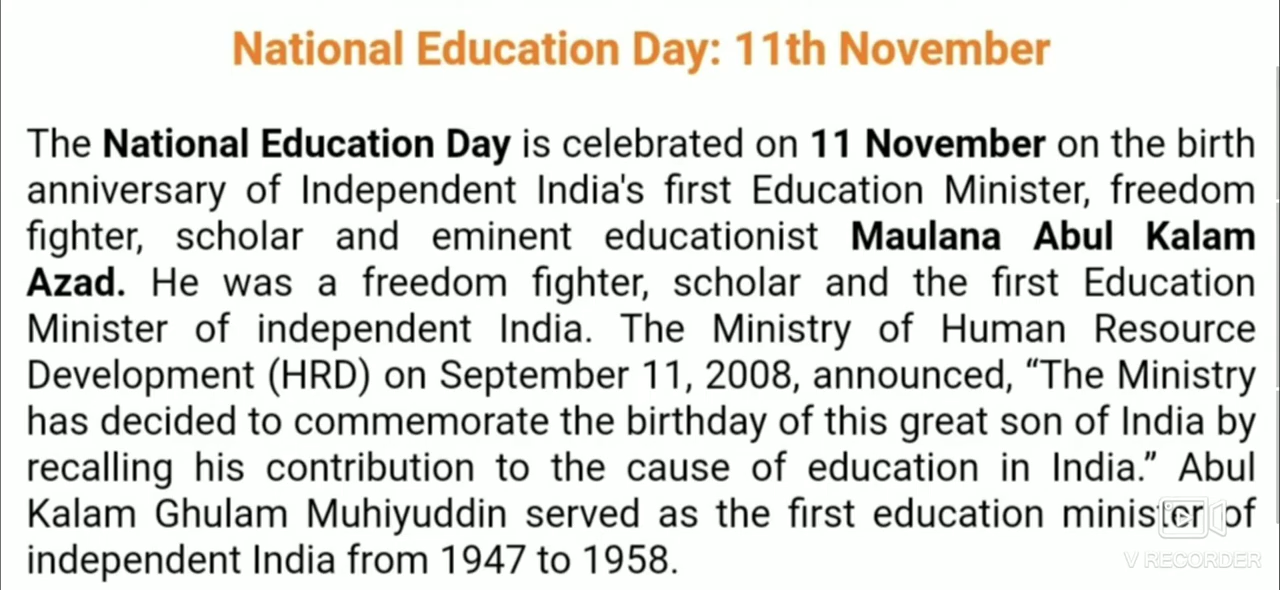 National Education Day: 11th November
The National Education Day is celebrated on 11 November on the birth
anniversary of Independent India's first Education Minister, freedom
fighter, scholar and eminent educationist Maulana Abul Kalam
Azad. He was a freedom fighter, scholar and the first Education
Minister of independent India. The Ministry of Human Resource
Development (HRD) on September 11, 2008, announced, “The Ministry
has decided to commemorate the birthday of this great son of India by
recalling his contribution to the cause of education in India.” Abul
Kalam Ghulam Muhiyuddin served as the first education minister of
independent India from 1947 to 1958.
V RECORDER